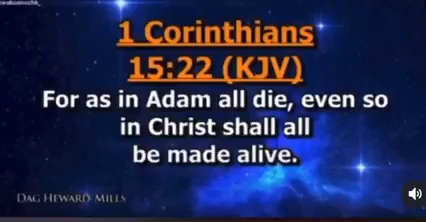 1 Corinthians
15:22 (KJV)
For as in Adam all die, even so
in Christ shall all
be made alive.
DAG HEWARD-MILLS